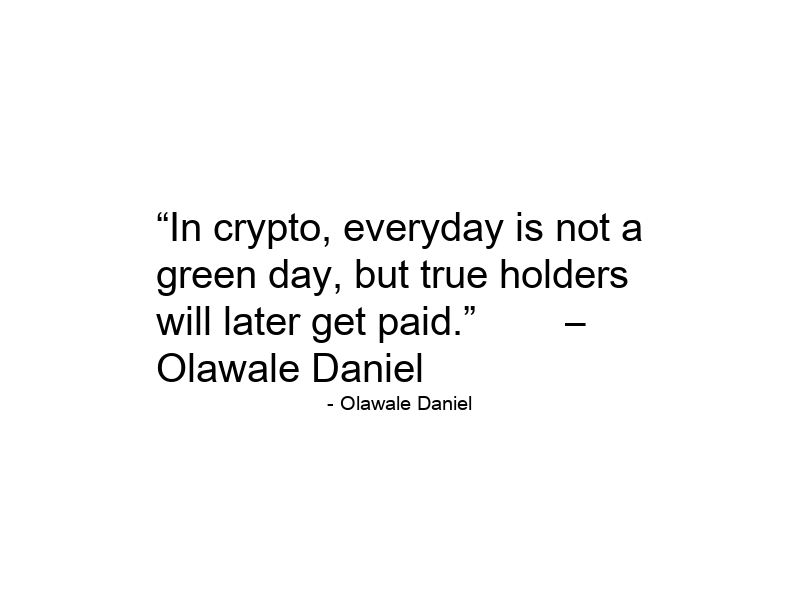 “In crypto, everyday is not a
green day, but true holders
will later get paid.” –
Olawale Daniel
- Olawale Daniel